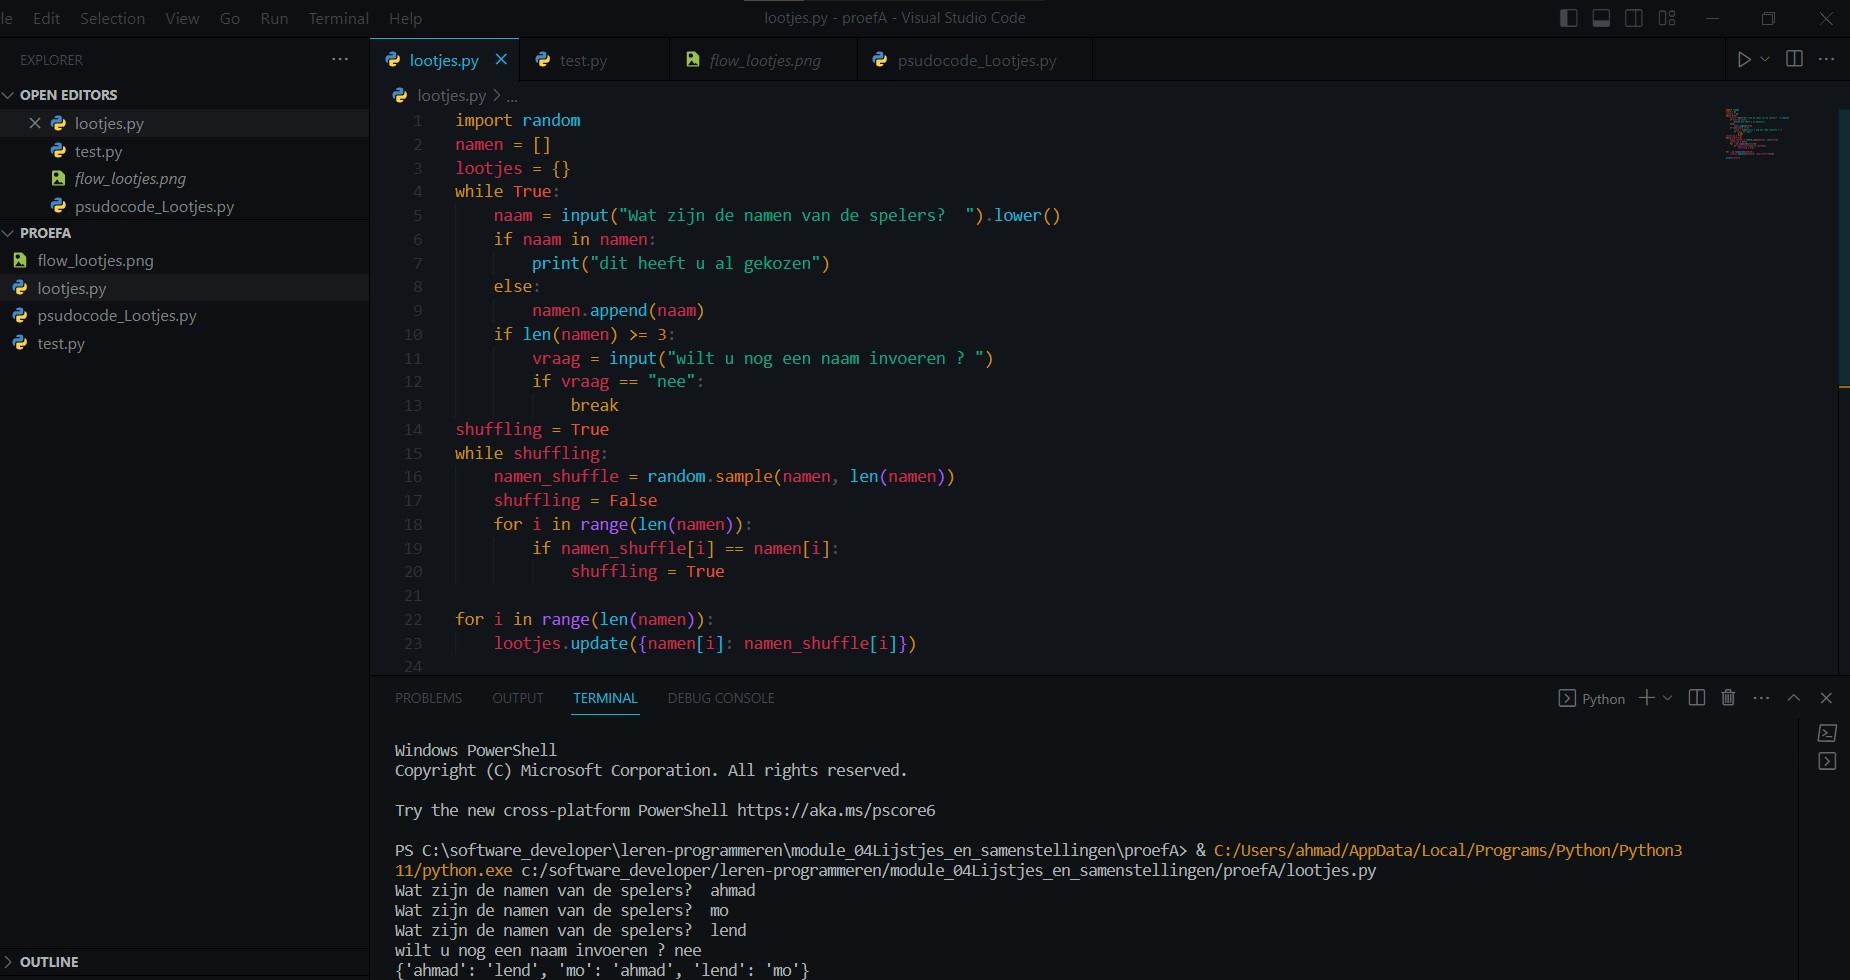 le Edit Selection View Go Run Terminal Help
lootjes.py - proefA - Visual Studio Code
EXPLORER
OPEN EDITORS
lootjes.py
test.py
flow_lootjes.png
psudocode_Lootjes.py
PROEFA
flow_lootjes.png
lootjes.py
psudocode_Lootjes.py
test.py
OUTLINE
lootjes.py test.py flow_lootjes.png psudocode_Lootjes.py
lootjes.py > ...
1 import random
2 namen = []
3 lootjes = {}
4 while True:
5 naam = input("Wat zijn de namen van de spelers?  ").lower()
6 if naam in namen:
7 print("dit heeft u al gekozen")
8 else:
9 namen.append(naam)
10 if len(namen) >= 3:
11 vraag = input("wilt u nog een naam invoeren ? ")
12 if vraag == "nee":
13 break
14 shuffling = True
15 while shuffling:
16 namen_shuffle = random.sample(namen, len(namen))
17 shuffling = False
18 for i in range(len(namen)):
19 if namen_shuffle[i] == namen[i]:
20 shuffling = True
21
22 for i in range(len(namen)):
23 lootjes.update({namen[i]: namen_shuffle[i]})
24
PROBLEMS OUTPUT TERMINAL DEBUG CONSOLE
Python
Windows PowerShell
Copyright (C) Microsoft Corporation. All rights reserved.
Try the new cross-platform PowerShell https://aka.ms/pscore6
PS C:\software_developer\leren-programmeren\module_04Lijstjes_en_samenstellingen\proefA> & C:/Users/ahmad/AppData/Local/Programs/Python/Python3
11/python.exe c:/software_developer/leren-programmeren/module_04Lijstjes_en_samenstellingen/proefA/lootjes.py
Wat zijn de namen van de spelers?  ahmad
Wat zijn de namen van de spelers?  mo
Wat zijn de namen van de spelers?  lend
wilt u nog een naam invoeren ? nee
{'ahmad': 'lend', 'mo': 'ahmad', 'lend': 'mo'}